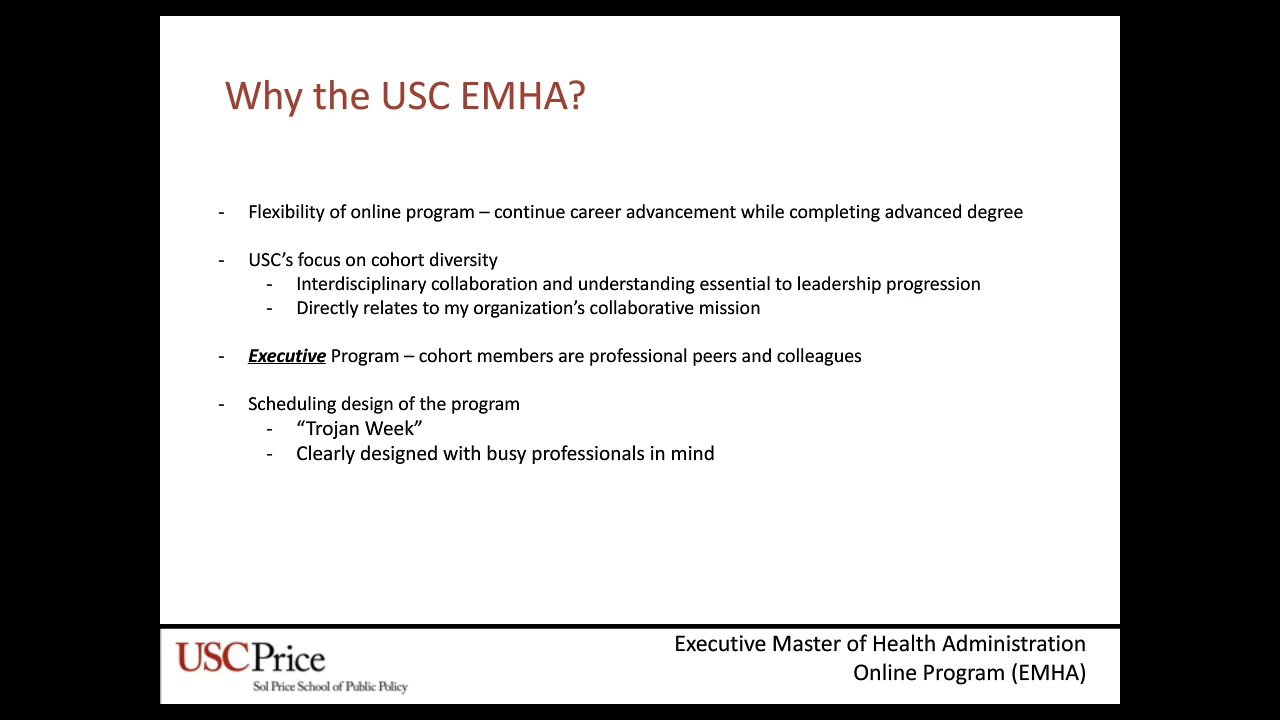 Why the USC EMHA?
- Flexibility of online program – continue career advancement while completing advanced degree
- USC’s focus on cohort diversity
- Interdisciplinary collaboration and understanding essential to leadership progression
- Directly relates to my organization’s collaborative mission
- Executive Program – cohort members are professional peers and colleagues
- Scheduling design of the program
- “Trojan Week”
- Clearly designed with busy professionals in mind
USC Price
Sol Price School of Public Policy
Executive Master of Health Administration
Online Program (EMHA)